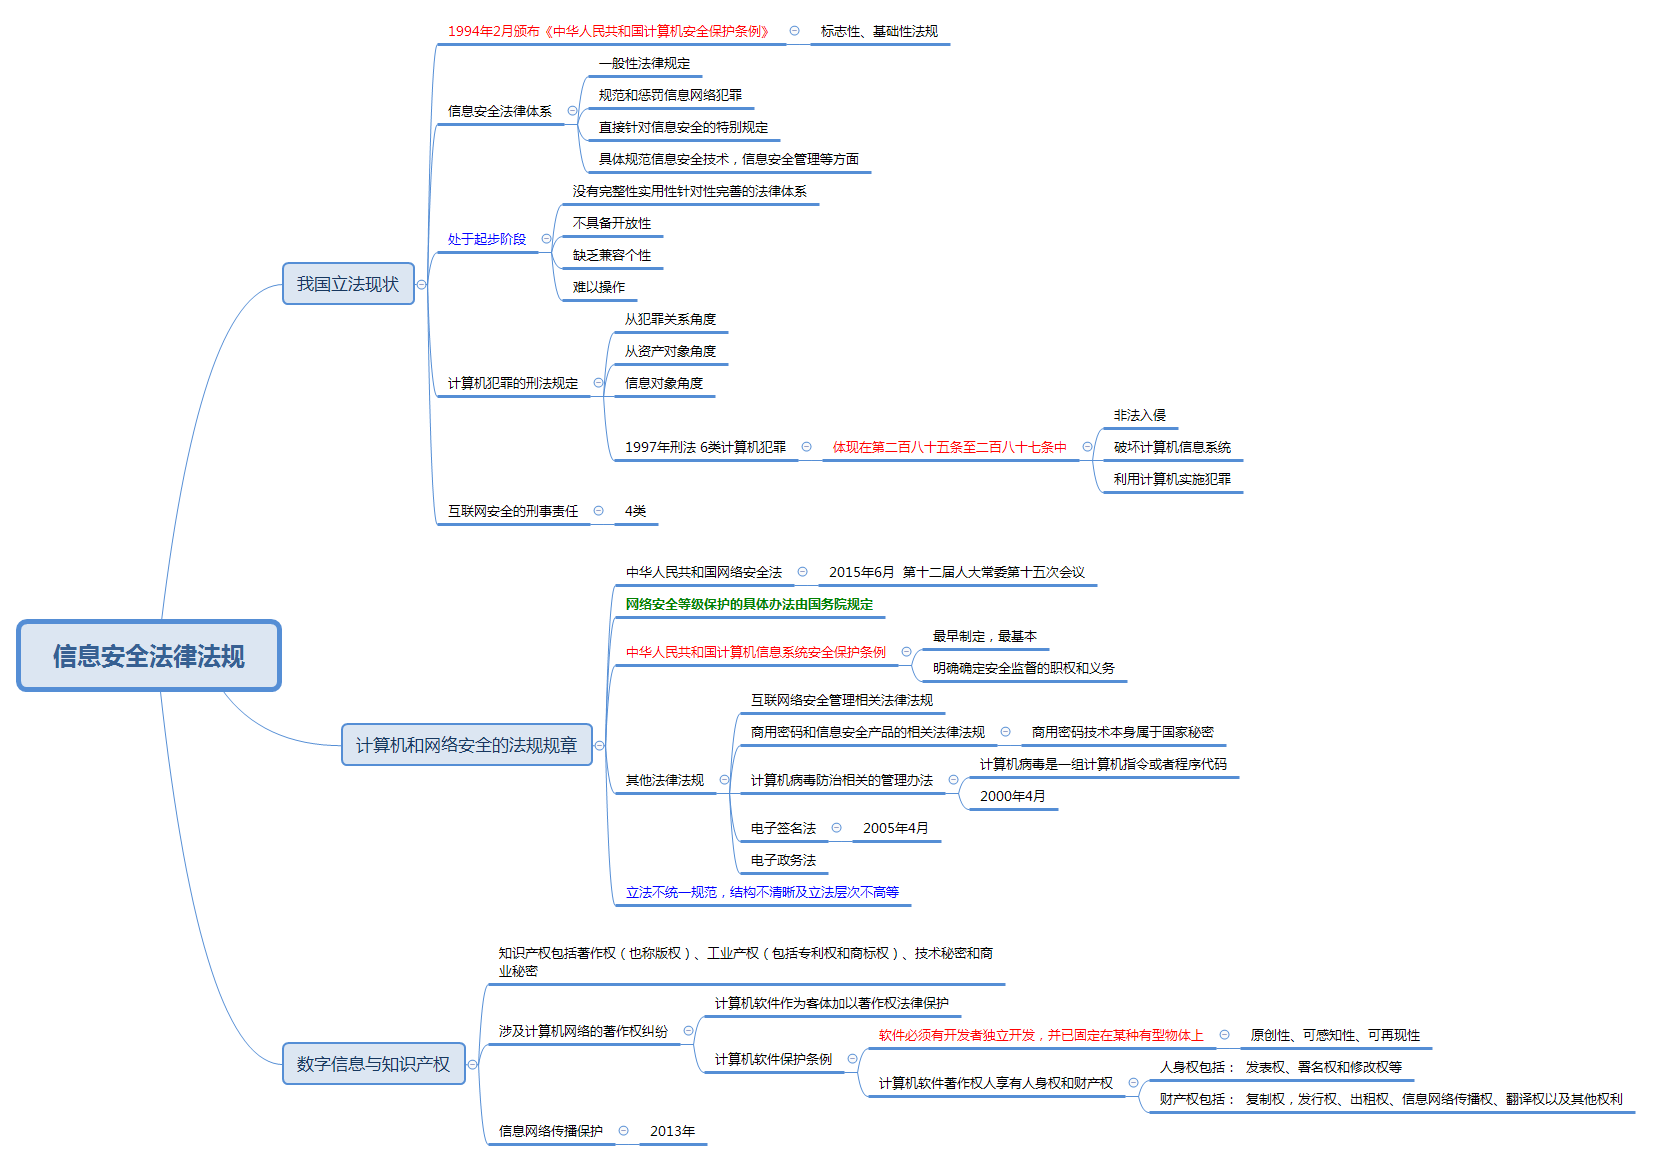 信息安全法律法规
我国立法现状
1994年2月颁布《中华人民共和国计算机安全保护条例》
标志性、基础性法规
信息安全法律体系
一般性法律规定
规范和惩罚信息网络犯罪
直接针对信息安全的特别规定
具体规范信息安全技术，信息安全管理等方面
处于起步阶段
没有完整性实用性针对性完善的法律体系
不具备开放性
缺乏兼容个性
难以操作
计算机犯罪的刑法规定
从犯罪关系角度
从资产对象角度
信息对象角度
1997年刑法 6类计算机犯罪
体现在第二百八十五条至二百八十七条中
非法入侵
破坏计算机信息系统
利用计算机实施犯罪
互联网安全的刑事责任
4类
计算机和网络安全的法规规章
中华人民共和国网络安全法
2015年6月 第十二届人大常委第十五次会议
网络安全等级保护的具体办法由国务院规定
中华人民共和国计算机信息系统安全保护条例
最早制定，最基本
明确确定安全监督的职权和义务
其他法律法规
互联网络安全管理相关法律法规
商用密码和信息安全产品的相关法律法规
商用密码技术本身属于国家秘密
计算机病毒防治相关的管理办法
计算机病毒是一组计算机指令或者程序代码
2000年4月
电子签名法
2005年4月
电子政务法
立法不统一规范，结构不清晰及立法层次不高等
数字信息与知识产权
知识产权包括著作权（也称版权）、工业产权（包括专利权和商标权）、技术秘密和商
业秘密
涉及计算机网络的著作权纠纷
计算机软件作为客体加以著作权法律保护
计算机软件保护条例
软件必须有开发者独立开发，并已固定在某种有型物体上
原创性、可感知性、可再现性
计算机软件著作权人享有人身权和财产权
人身权包括： 发表权、署名权和修改权等
财产权包括： 复制权，发行权、出租权、信息网络传播权、翻译权以及其他权利
信息网络传播保护
2013年